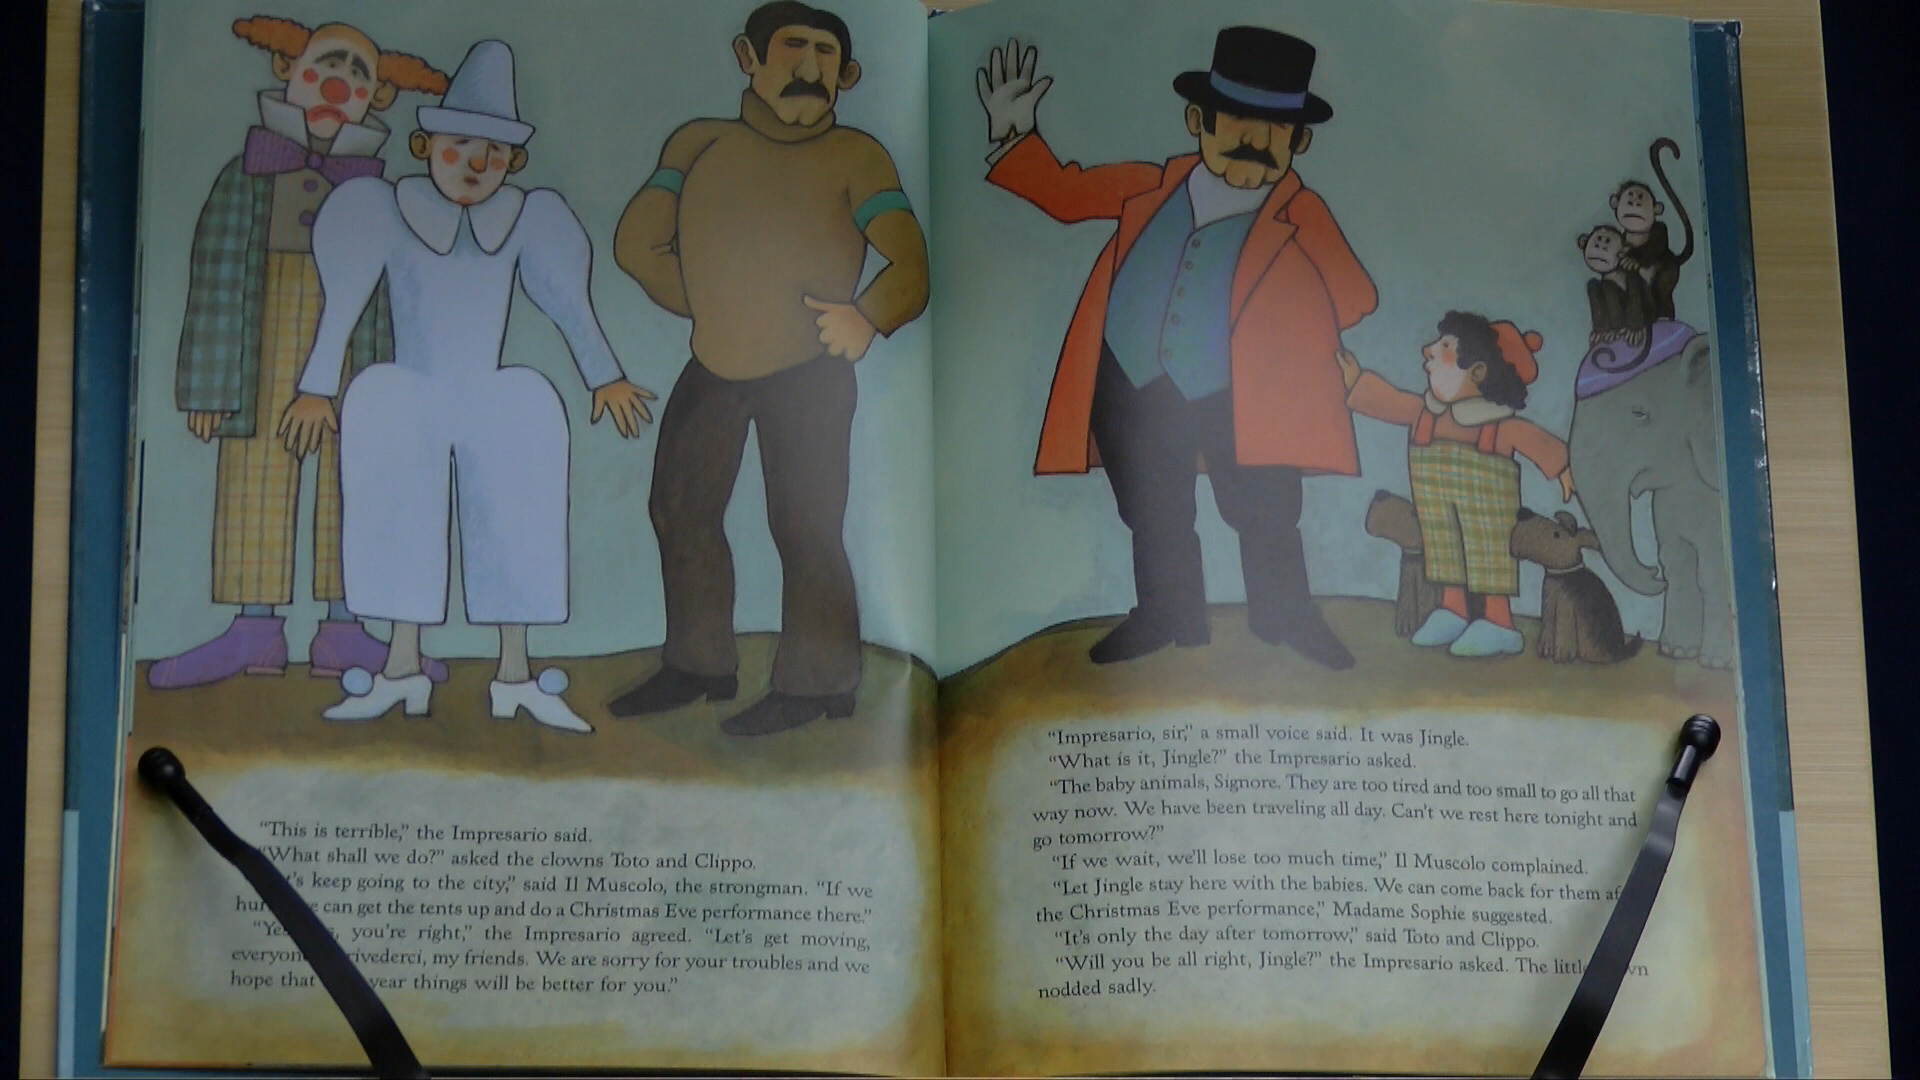 “This is terrible,” the Impresario said.
“What shall we do?” asked the clowns Toto and Clippo.
keep going to the city,” said Il Muscolo, the strongman. “If we
can get the tents up and do a Christmas Eve performance there.”
you're right,” the Impresario agreed. “Let's get moving,
my friends. We are sorry for your troubles and we
hope that year things will be better for you.”
“Impresario, sir,” a small voice said. It was Jingle.
“What is it, Jingle?” the Impresario asked.
“The baby animals, Signore. They are too tired and too small to go all that
way now. We have been traveling all day. Can't we rest here tonight and
go tomorrow?”
“If we wait, we'll lose too much time,” Il Muscolo complained.
“Let Jingle stay here with the babies. We can come back for them
the Christmas Eve performance,” Madame Sophie suggested.
“It's only the day after tomorrow,” said Toto and Clippo.
“Will you be all right, Jingle?” the Impresario asked. The
nodded sadly.